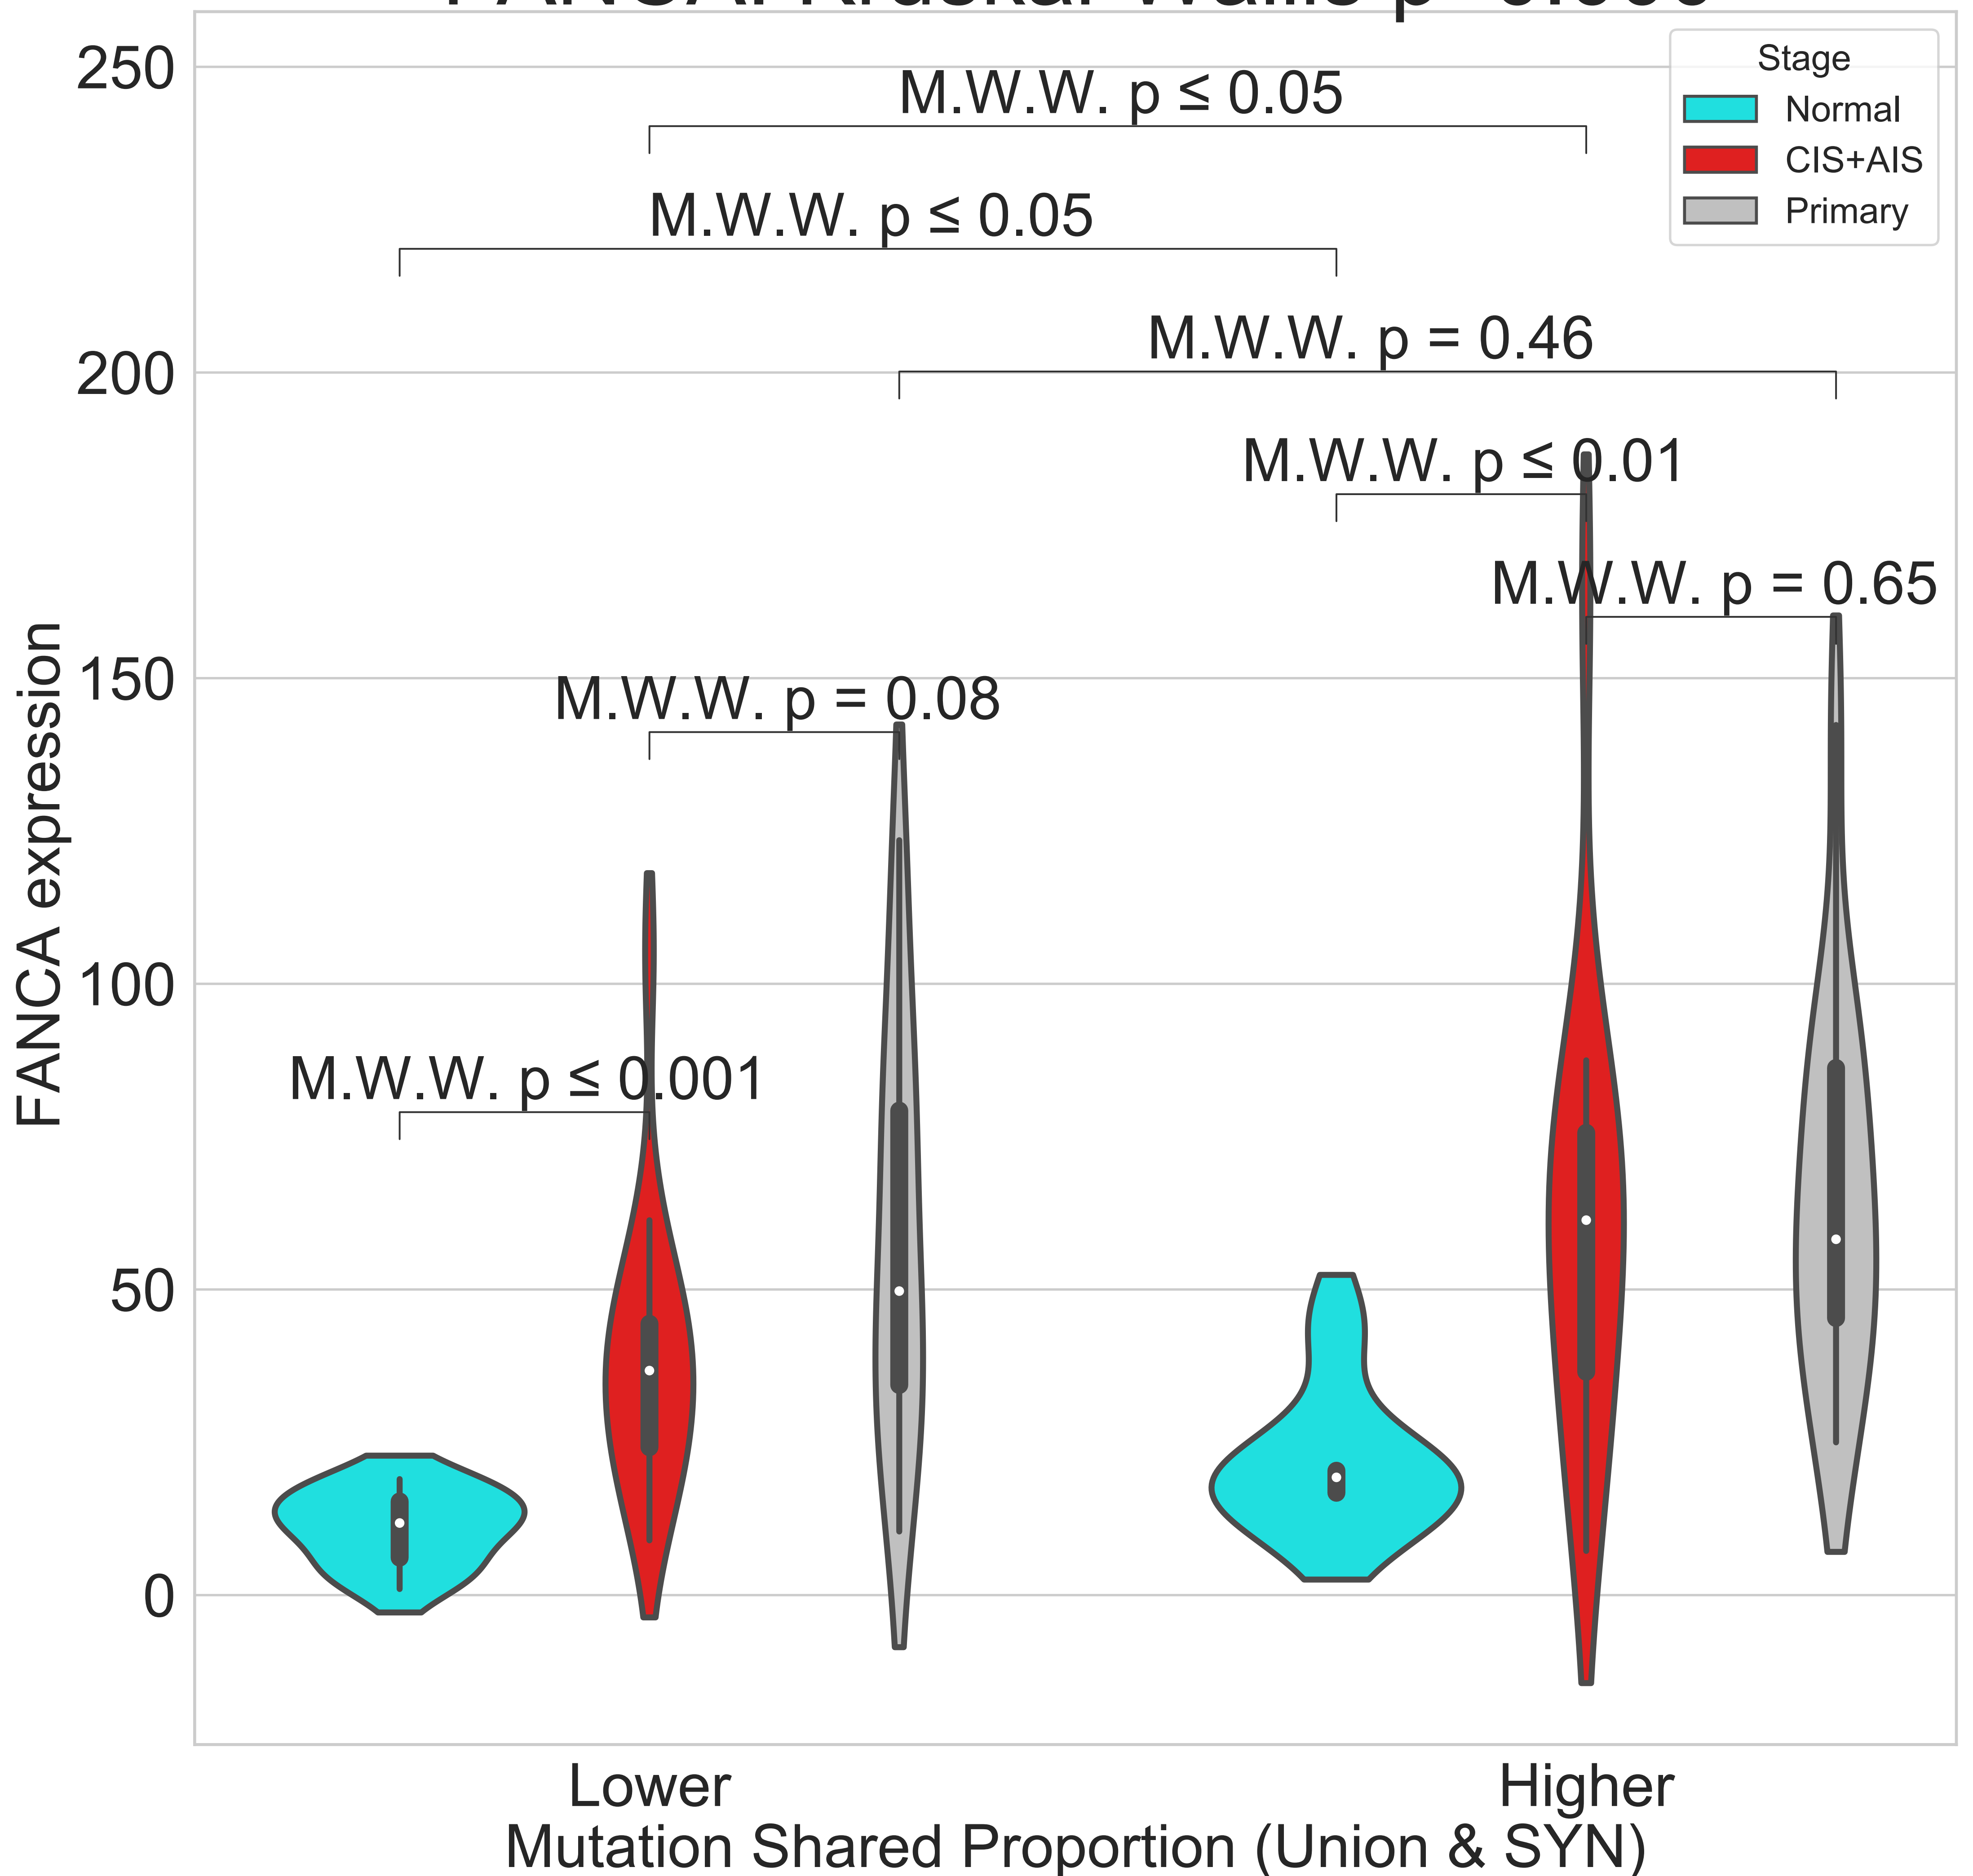 250
200
150
100
50
0
FANCA expression
M.W.W. p ≤ 0.05
M.W.W. p ≤ 0.05
M.W.W. p = 0.46
M.W.W. p ≤ 0.01
M.W.W. p = 0.65
M.W.W. p = 0.08
M.W.W. p ≤ 0.001
Stage
Normal
CIS+AIS
Primary
Lower
Higher
Mutation Shared Proportion (Union & SYN)